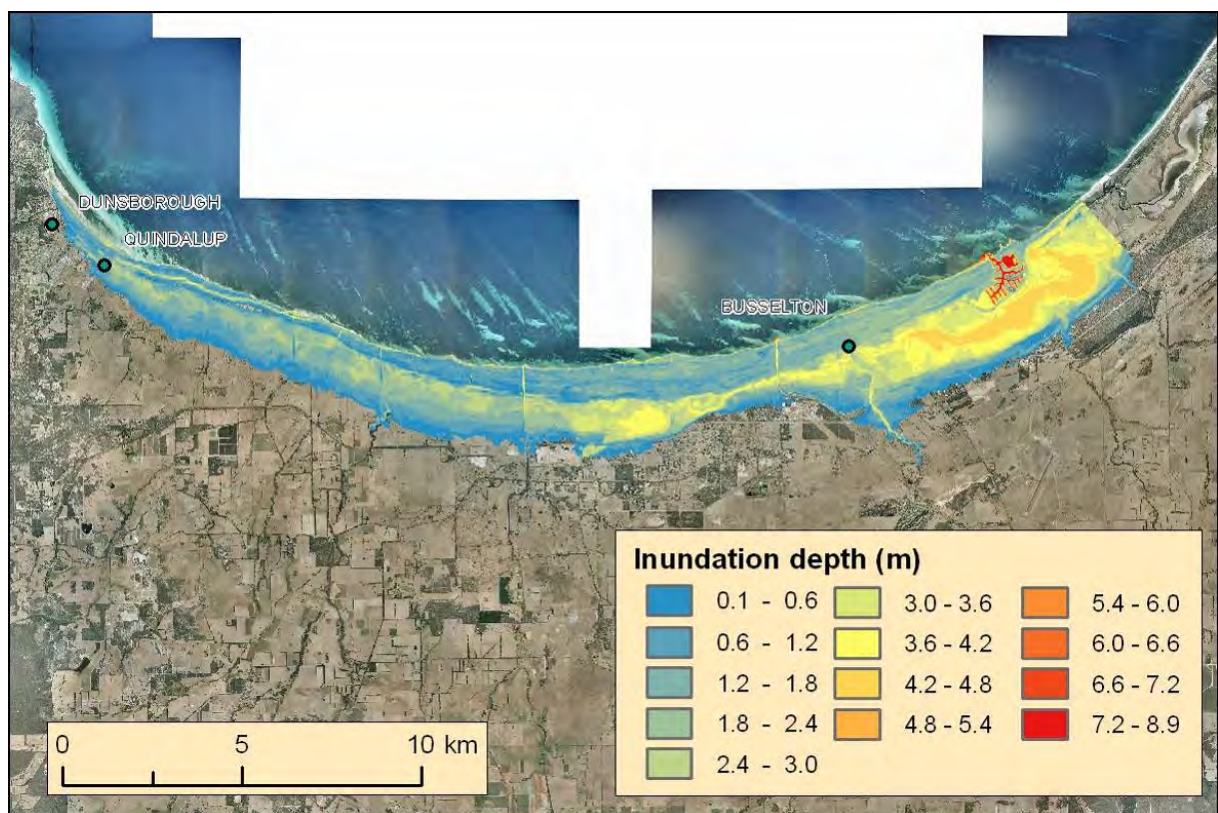 DUNSBOROUGH
QUINDALUP
BUSSELTON
Inundation depth (m)
0.1 - 0.6
0.6 - 1.2
1.2 - 1.8
1.8 - 2.4
2.4 - 3.0
3.0 - 3.6
3.6 - 4.2
4.2 - 4.8
4.8 - 5.4
5.4 - 6.0
6.0 - 6.6
6.6 - 7.2
7.2 - 8.9
0 5 10 km